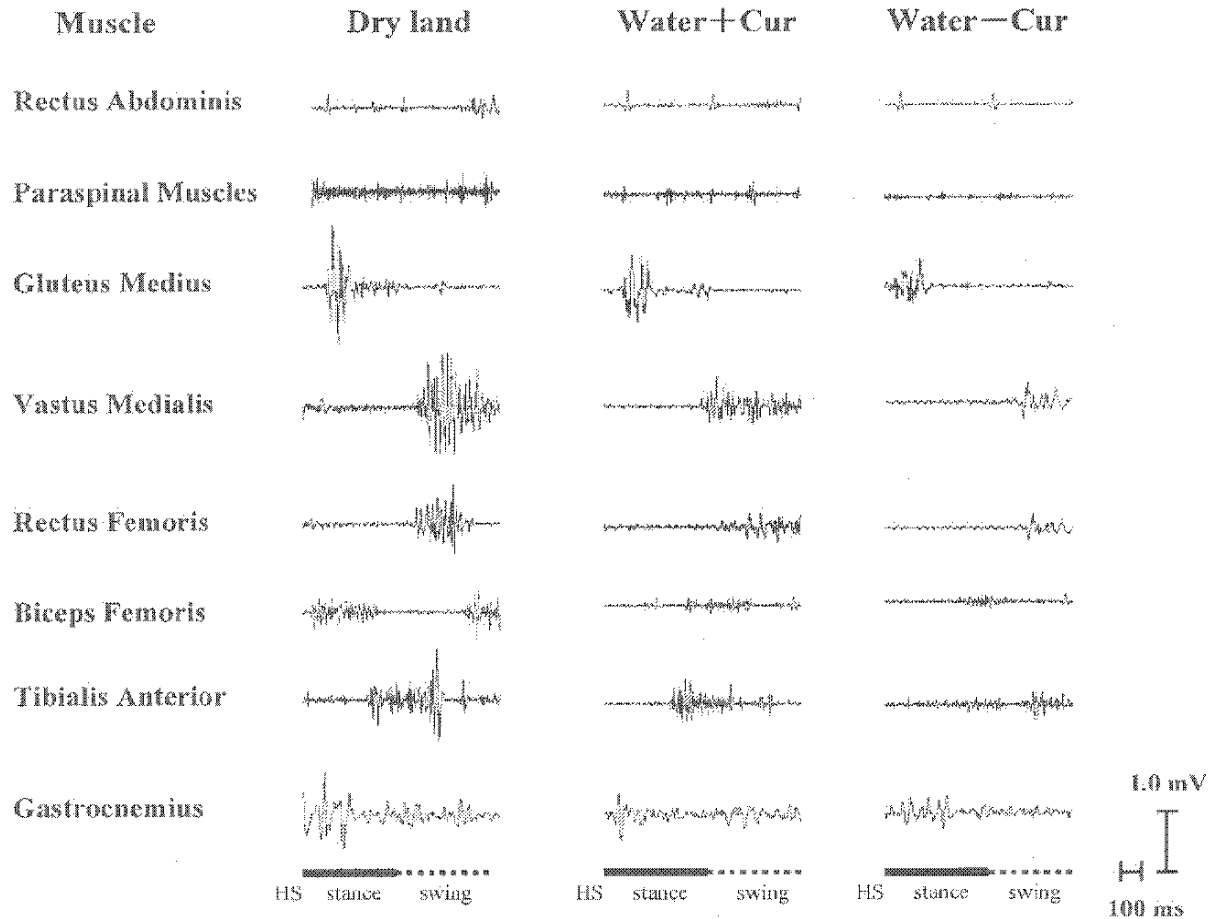 Muscle Dry land Water+Cur Water−Cur
Rectus Abdominis
Paraspinal Muscles
Gluteus Medius
Vastus Medialis
Rectus Femoris
Biceps Femoris
Tibialis Anterior
Gastrocnemius
1.0 mV
HS stance swing HS stance swing HS stance swing
100 ms